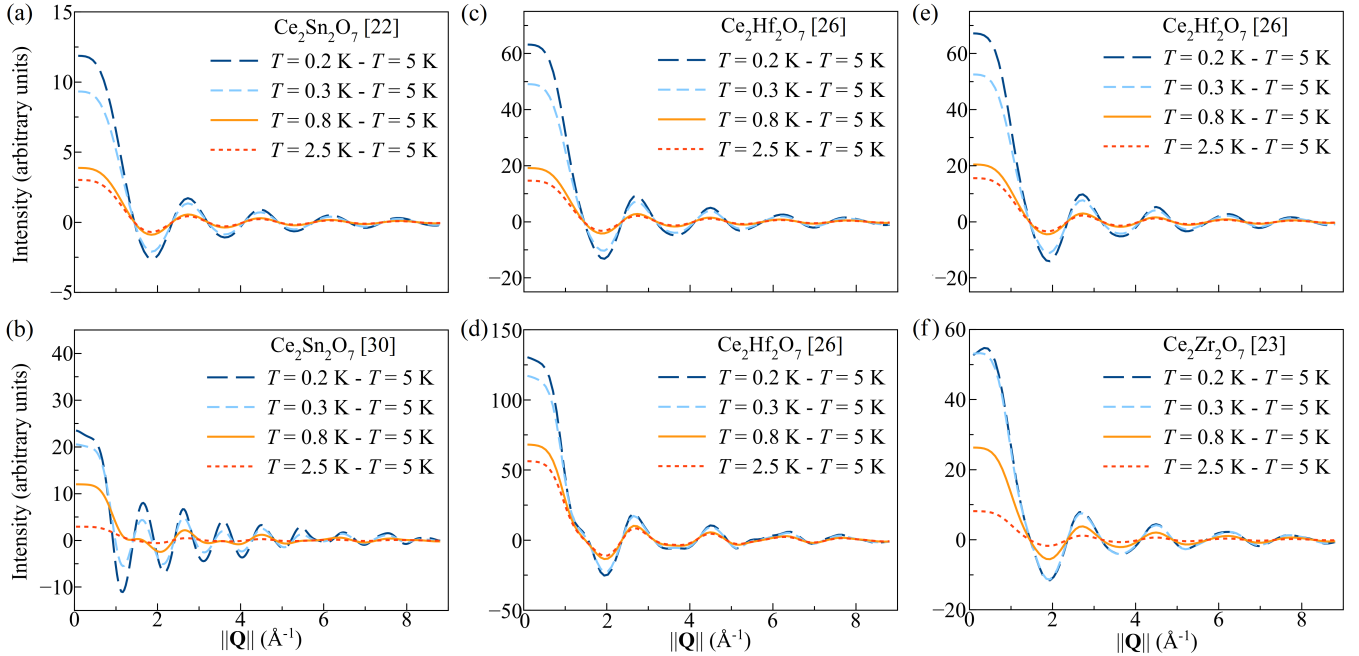 (a)
Ce₂Sn₂O₇ [22]
T = 0.2 K - T = 5 K
T = 0.3 K - T = 5 K
T = 0.8 K - T = 5 K
T = 2.5 K - T = 5 K
Intensity (arbitrary units)
15
10
5
0
−5
(c)
Ce₂Hf₂O₇ [26]
T = 0.2 K - T = 5 K
T = 0.3 K - T = 5 K
T = 0.8 K - T = 5 K
T = 2.5 K - T = 5 K
60
40
20
0
−20
(e)
Ce₂Hf₂O₇ [26]
T = 0.2 K - T = 5 K
T = 0.3 K - T = 5 K
T = 0.8 K - T = 5 K
T = 2.5 K - T = 5 K
60
40
20
0
−20
(b)
Ce₂Sn₂O₇ [30]
T = 0.2 K - T = 5 K
T = 0.3 K - T = 5 K
T = 0.8 K - T = 5 K
T = 2.5 K - T = 5 K
Intensity (arbitrary units)
40
30
20
10
0
−10
0 2 4 6 8
||Q|| (Å⁻¹)
(d)
Ce₂Hf₂O₇ [26]
T = 0.2 K - T = 5 K
T = 0.3 K - T = 5 K
T = 0.8 K - T = 5 K
T = 2.5 K - T = 5 K
150
100
50
0
−50
0 2 4 6 8
||Q|| (Å⁻¹)
(f)
Ce₂Zr₂O₇ [23]
T = 0.2 K - T = 5 K
T = 0.3 K - T = 5 K
T = 0.8 K - T = 5 K
T = 2.5 K - T = 5 K
60
40
20
0
−20
0 2 4 6 8
||Q|| (Å⁻¹)